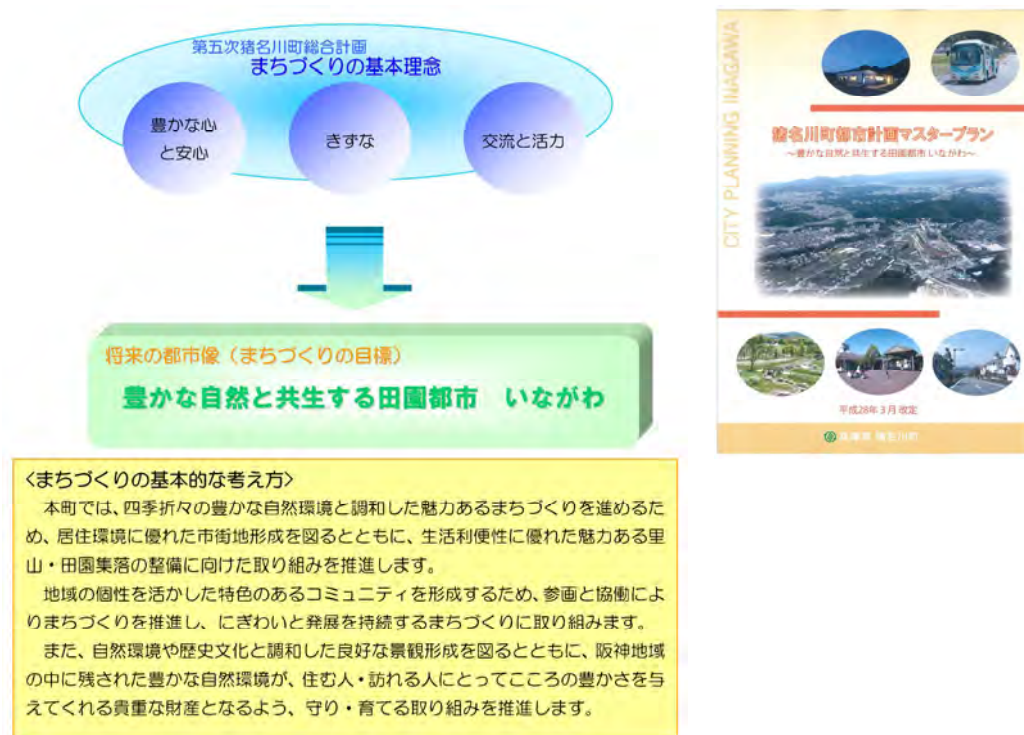 第五次猪名川町総合計画
まちづくりの基本理念
豊かな心
と安心
きずな
交流と活力
将来の都市像（まちづくりの目標）
豊かな自然と共生する田園都市　いながわ
〈まちづくりの基本的な考え方〉
　本町では、四季折々の豊かな自然環境と調和した魅力あるまちづくりを進めるた
め、居住環境に優れた市街地形成を図るとともに、生活利便性に優れた魅力ある里
山・田園集落の整備に向けた取り組みを推進します。
　地域の個性を活かした特色のあるコミュニティを形成するため、参画と協働によ
りまちづくりを推進し、にぎわいと発展を持続するまちづくりに取り組みます。
　また、自然環境や歴史文化と調和した良好な景観形成を図るとともに、阪神地域
の中に残された豊かな自然環境が、住む人・訪れる人にとってこころの豊かさを与
えてくれる貴重な財産となるよう、守り・育てる取り組みを推進します。
CITY PLANNING INAGAWA
猪名川町都市計画マスタープラン
～豊かな自然と共生する田園都市 いながわ～
平成28年3月 改定
兵庫県 猪名川町